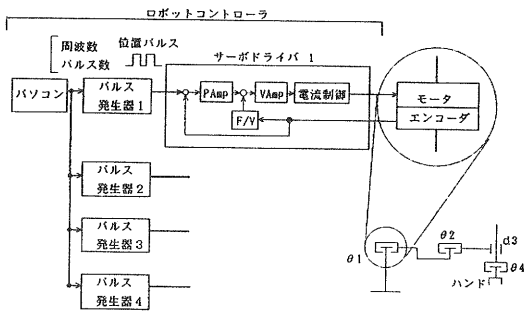 ロボットコントローラ
周波数
パルス数
位置パルス
サーボドライバ 1
パソコン
パルス
発生器1
PAmp
VAmp
電流制御
F/V
モータ
エンコーダ
パルス
発生器2
パルス
発生器3
パルス
発生器4
θ1
θ2
d3
θ4
ハンド